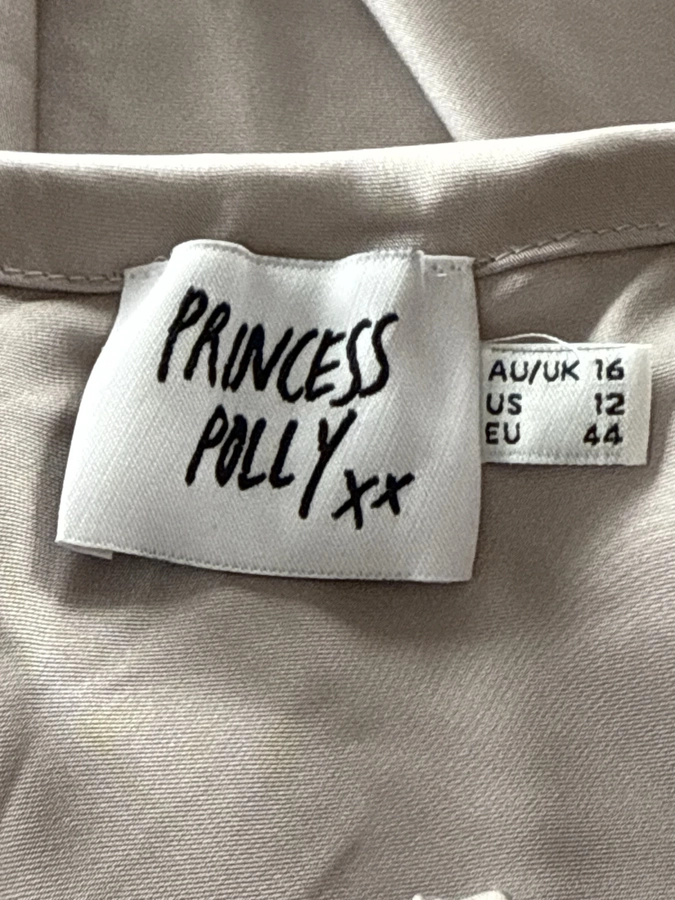 PRINCESS
POLLY xx
AU/UK 16
US 12
EU 44